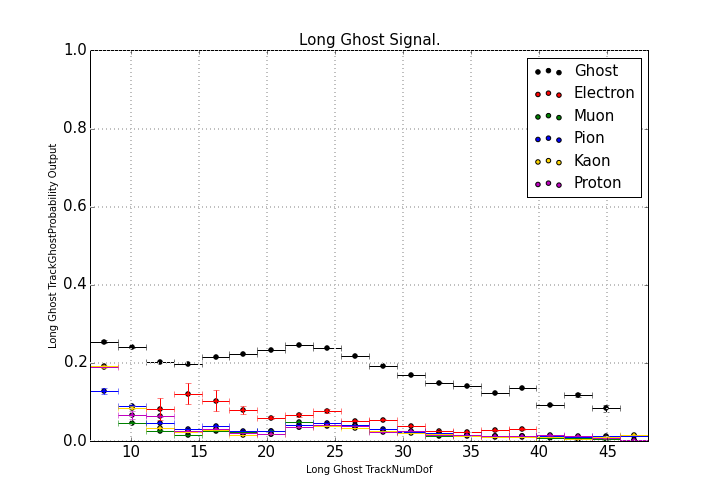 Long Ghost Signal.
1.0
0.8
0.6
0.4
0.2
0.0
Long Ghost TrackGhostProbability Output
Ghost
Electron
Muon
Pion
Kaon
Proton
10 15 20 25 30 35 40 45
Long Ghost TrackNumDof